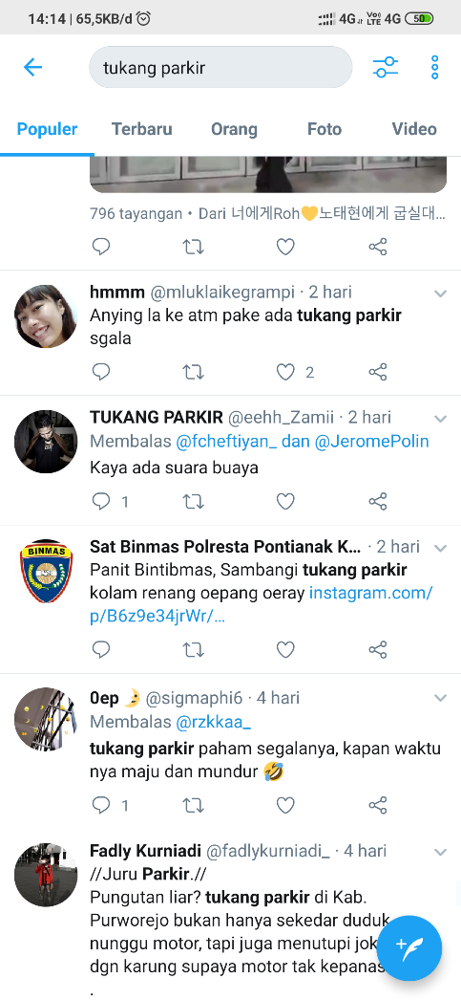 14:14 | 65,5KB/d
4G Vo LTE 4G 50
tukang parkir
Populer Terbaru Orang Foto Video
796 tayangan • Dari 너에게Roh💛노태현에게 굽실대...
hmmm @mluklaikegrampi · 2 hari
Anying la ke atm pake ada tukang parkir
sgala
2
TUKANG PARKIR @eehh_Zamii · 2 hari
Membalas @fcheftiyan_ dan @JeromePolin
Kaya ada suara buaya
1
BINMAS
Sat Binmas Polresta Pontianak K... · 2 hari
Panit Bintibmas, Sambangi tukang parkir
kolam renang oepang oeray instagram.com/
p/B6z9e34jrWr/...
0ep 🌛 @sigmaphi6 · 4 hari
Membalas @rzkkaa_
tukang parkir paham segalanya, kapan waktu
nya maju dan mundur 🤣
1
Fadly Kurniadi @fadlykurniadi_ · 4 hari
//Juru Parkir.//
Pungutan liar? tukang parkir di Kab.
Purworejo bukan hanya sekedar duduk
nunggu motor, tapi juga menutupi jok
dgn karung supaya motor tak kepanas
.